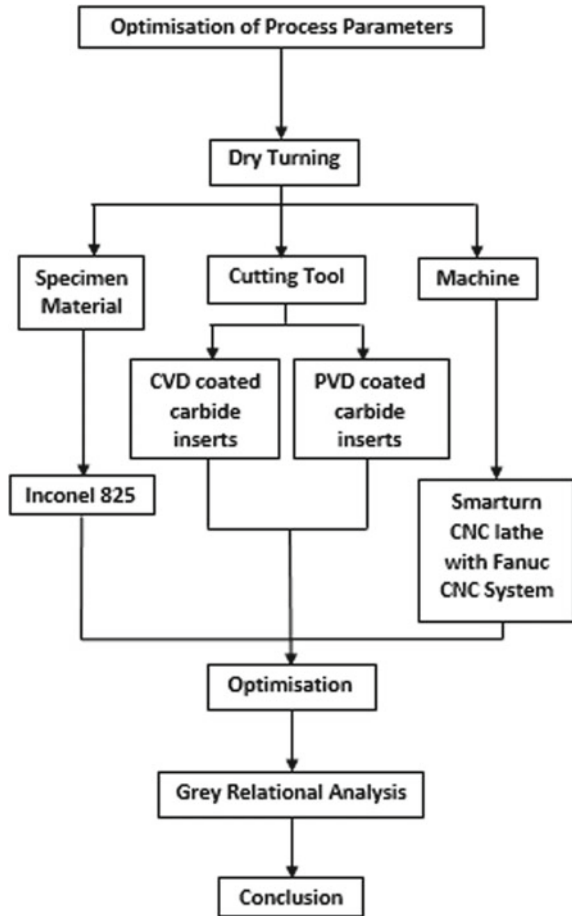 Optimisation of Process Parameters
Dry Turning
Specimen
Material
Cutting Tool
Machine
CVD coated
carbide
inserts
PVD coated
carbide
inserts
Inconel 825
Smarturn
CNC lathe
with Fanuc
CNC System
Optimisation
Grey Relational Analysis
Conclusion